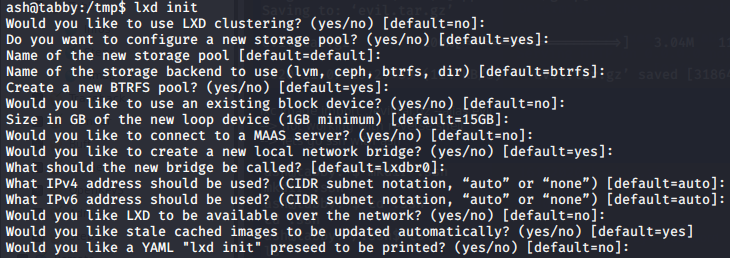 ash@tabby:/tmp$ lxd init
Would you like to use LXD clustering? (yes/no) [default=no]:
Do you want to configure a new storage pool? (yes/no) [default=yes]:
Name of the new storage pool [default=default]:
Name of the storage backend to use (lvm, ceph, btrfs, dir) [default=btrfs]:
Create a new BTRFS pool? (yes/no) [default=yes]:
Would you like to use an existing block device? (yes/no) [default=no]:
Size in GB of the new loop device (1GB minimum) [default=15GB]:
Would you like to connect to a MAAS server? (yes/no) [default=no]:
Would you like to create a new local network bridge? (yes/no) [default=yes]:
What should the new bridge be called? [default=lxdbr0]:
What IPv4 address should be used? (CIDR subnet notation, “auto” or “none”) [default=auto]:
What IPv6 address should be used? (CIDR subnet notation, “auto” or “none”) [default=auto]:
Would you like LXD to be available over the network? (yes/no) [default=no]:
Would you like stale cached images to be updated automatically? (yes/no) [default=yes]
Would you like a YAML "lxd init" preseed to be printed? (yes/no) [default=no]: